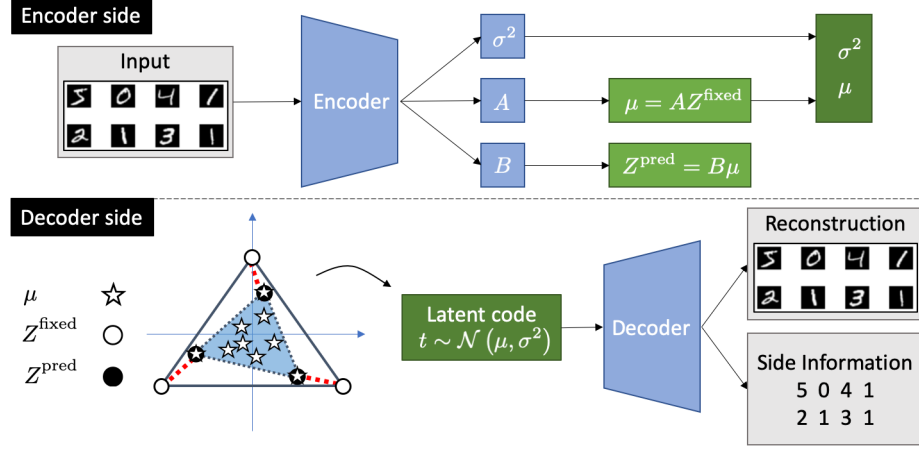 Encoder side
Input
5 0 4 1
2 1 3 1
Encoder
σ²
A
B
μ = AZ^fixed
Z^pred = Bμ
σ²
μ
Decoder side
μ
Z^fixed
Z^pred
Latent code
t ∼ 𝒩 (μ, σ²)
Decoder
Reconstruction
5 0 4 1
2 1 3 1
Side Information
5 0 4 1
2 1 3 1